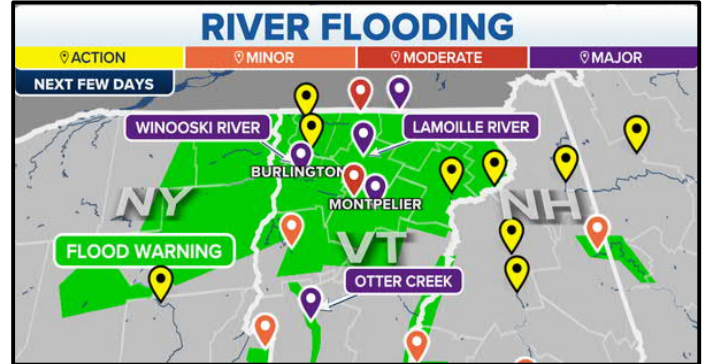 RIVER FLOODING
ACTION
MINOR
MODERATE
MAJOR
NEXT FEW DAYS
WINOOSKI RIVER
LAMOILLE RIVER
BURLINGTON
MONTPELIER
NY
NH
VT
FLOOD WARNING
OTTER CREEK